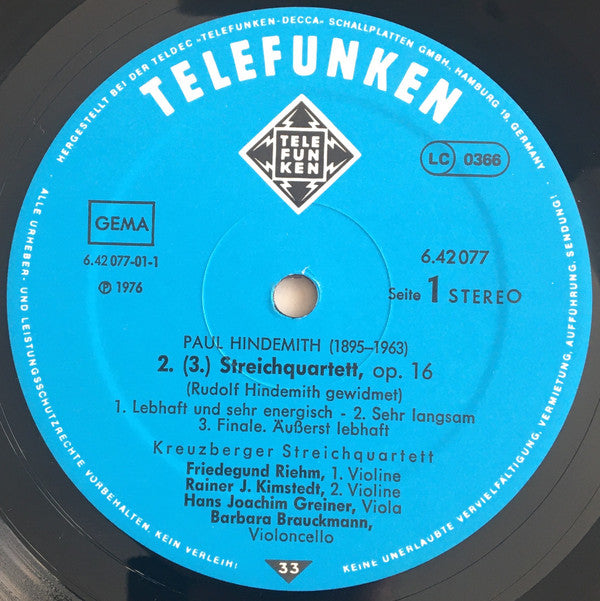 HERGESTELLT BEI DER TELDEC »TELEFUNKEN-DECCA« SCHALLPLATTEN GMBH., HAMBURG 19, GERMANY
TELEFUNKEN
TELE
FUN
KEN
LC 0366
GEMA
6.42 077-01-1
Ⓟ 1976
6.42 077
Seite 1 STEREO
PAUL HINDEMITH (1895–1963)
2. (3.) Streichquartett, op. 16
(Rudolf Hindemith gewidmet)
1. Lebhaft und sehr energisch - 2. Sehr langsam
3. Finale. Äußerst lebhaft
Kreuzberger Streichquartett
Friedegund Riehm, 1. Violine
Rainer J. Kimstedt, 2. Violine
Hans Joachim Greiner, Viola
Barbara Brauckmann,
Violoncello
33
ALLE URHEBER- UND LEISTUNGSSCHUTZRECHTE VORBEHALTEN. KEIN VERLEIH!
KEINE UNERLAUBTE VERVIELFÄLTIGUNG, VERMIETUNG, AUFFÜHRUNG, SENDUNG!